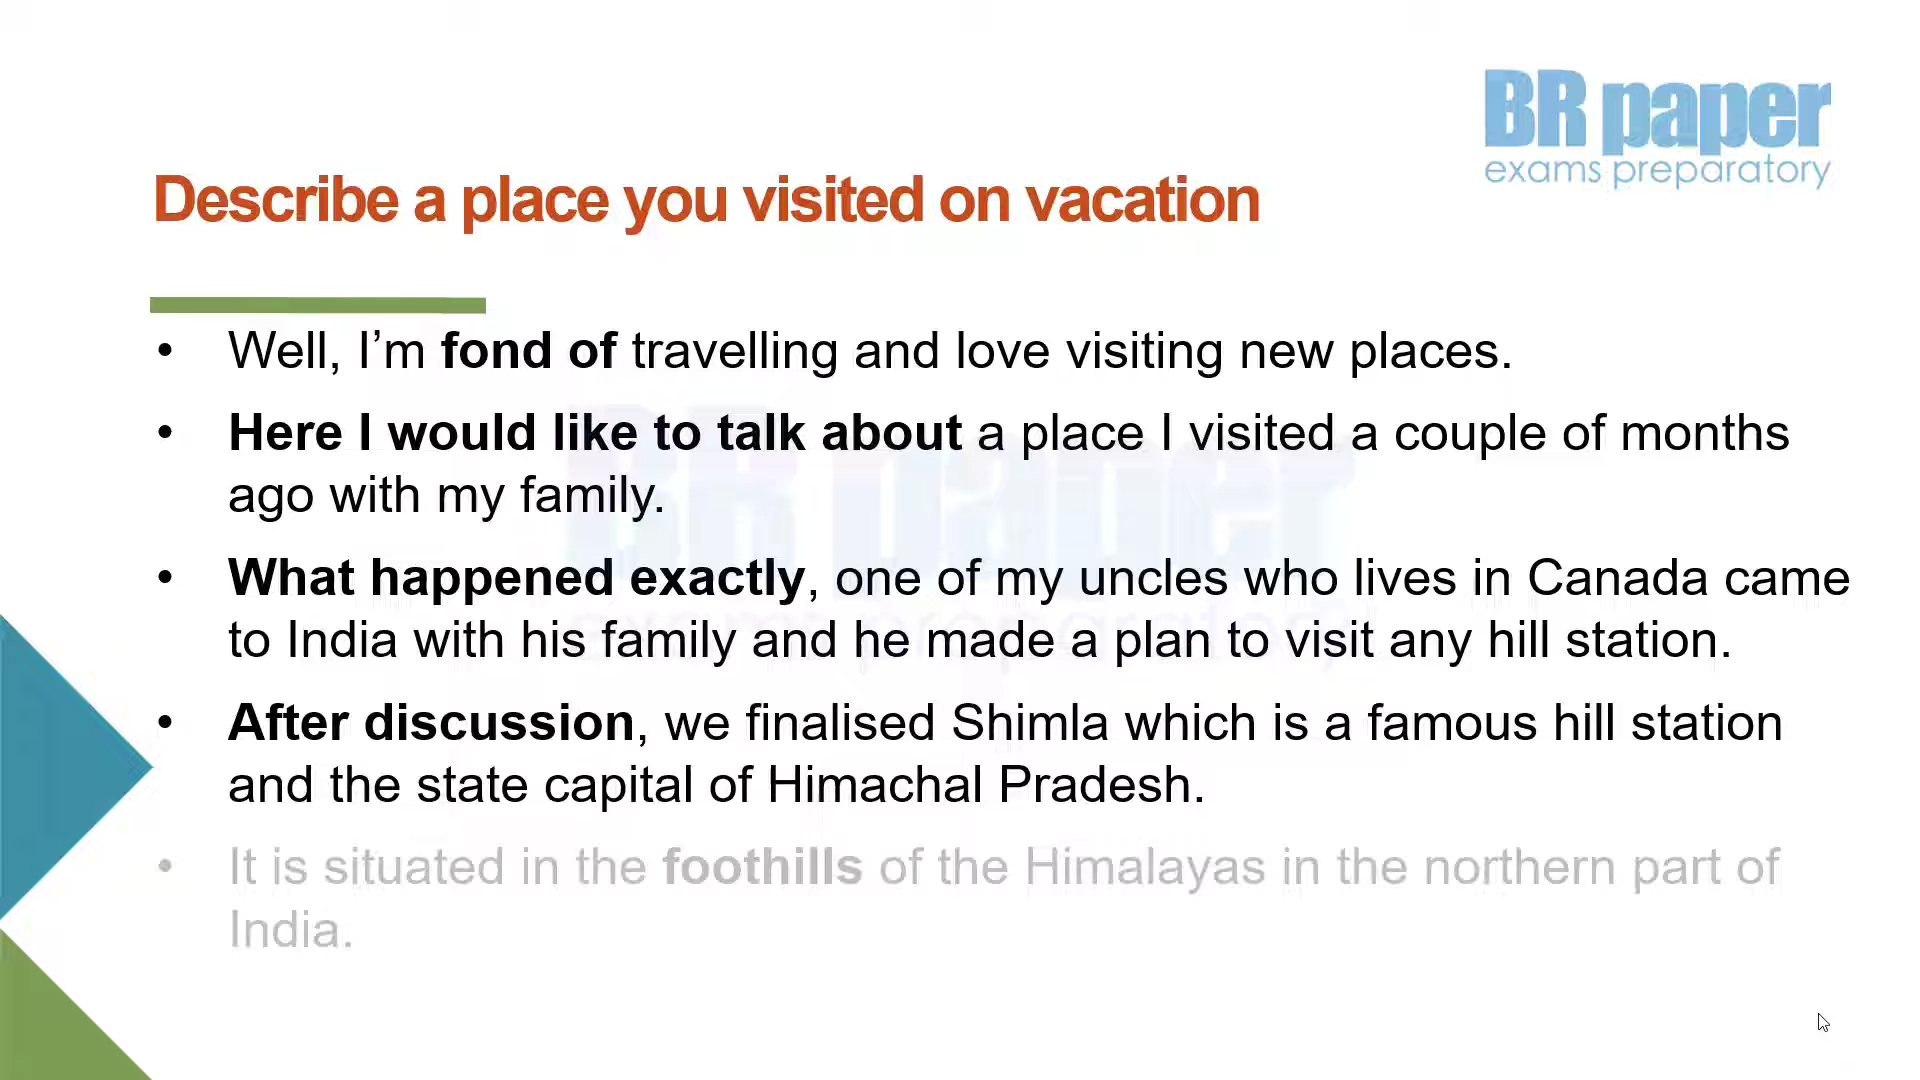 BR paper
exams preparatory
Describe a place you visited on vacation
• Well, I’m fond of travelling and love visiting new places.
• Here I would like to talk about a place I visited a couple of months
ago with my family.
• What happened exactly, one of my uncles who lives in Canada came
to India with his family and he made a plan to visit any hill station.
• After discussion, we finalised Shimla which is a famous hill station
and the state capital of Himachal Pradesh.
• It is situated in the foothills of the Himalayas in the northern part of
India.
BR paper
exams preparatory